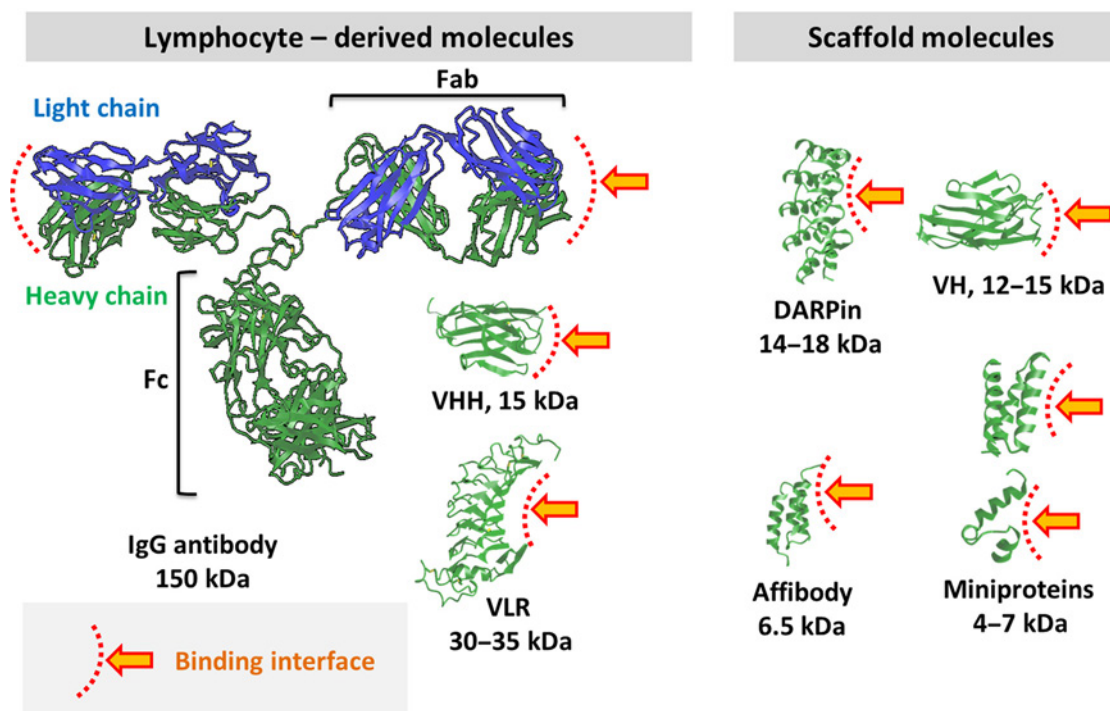 Lymphocyte – derived molecules
Scaffold molecules
Fab
Light chain
Heavy chain
Fc
VHH, 15 kDa
IgG antibody
150 kDa
VLR
30–35 kDa
DARPin
14–18 kDa
VH, 12–15 kDa
Affibody
6.5 kDa
Miniproteins
4–7 kDa
Binding interface